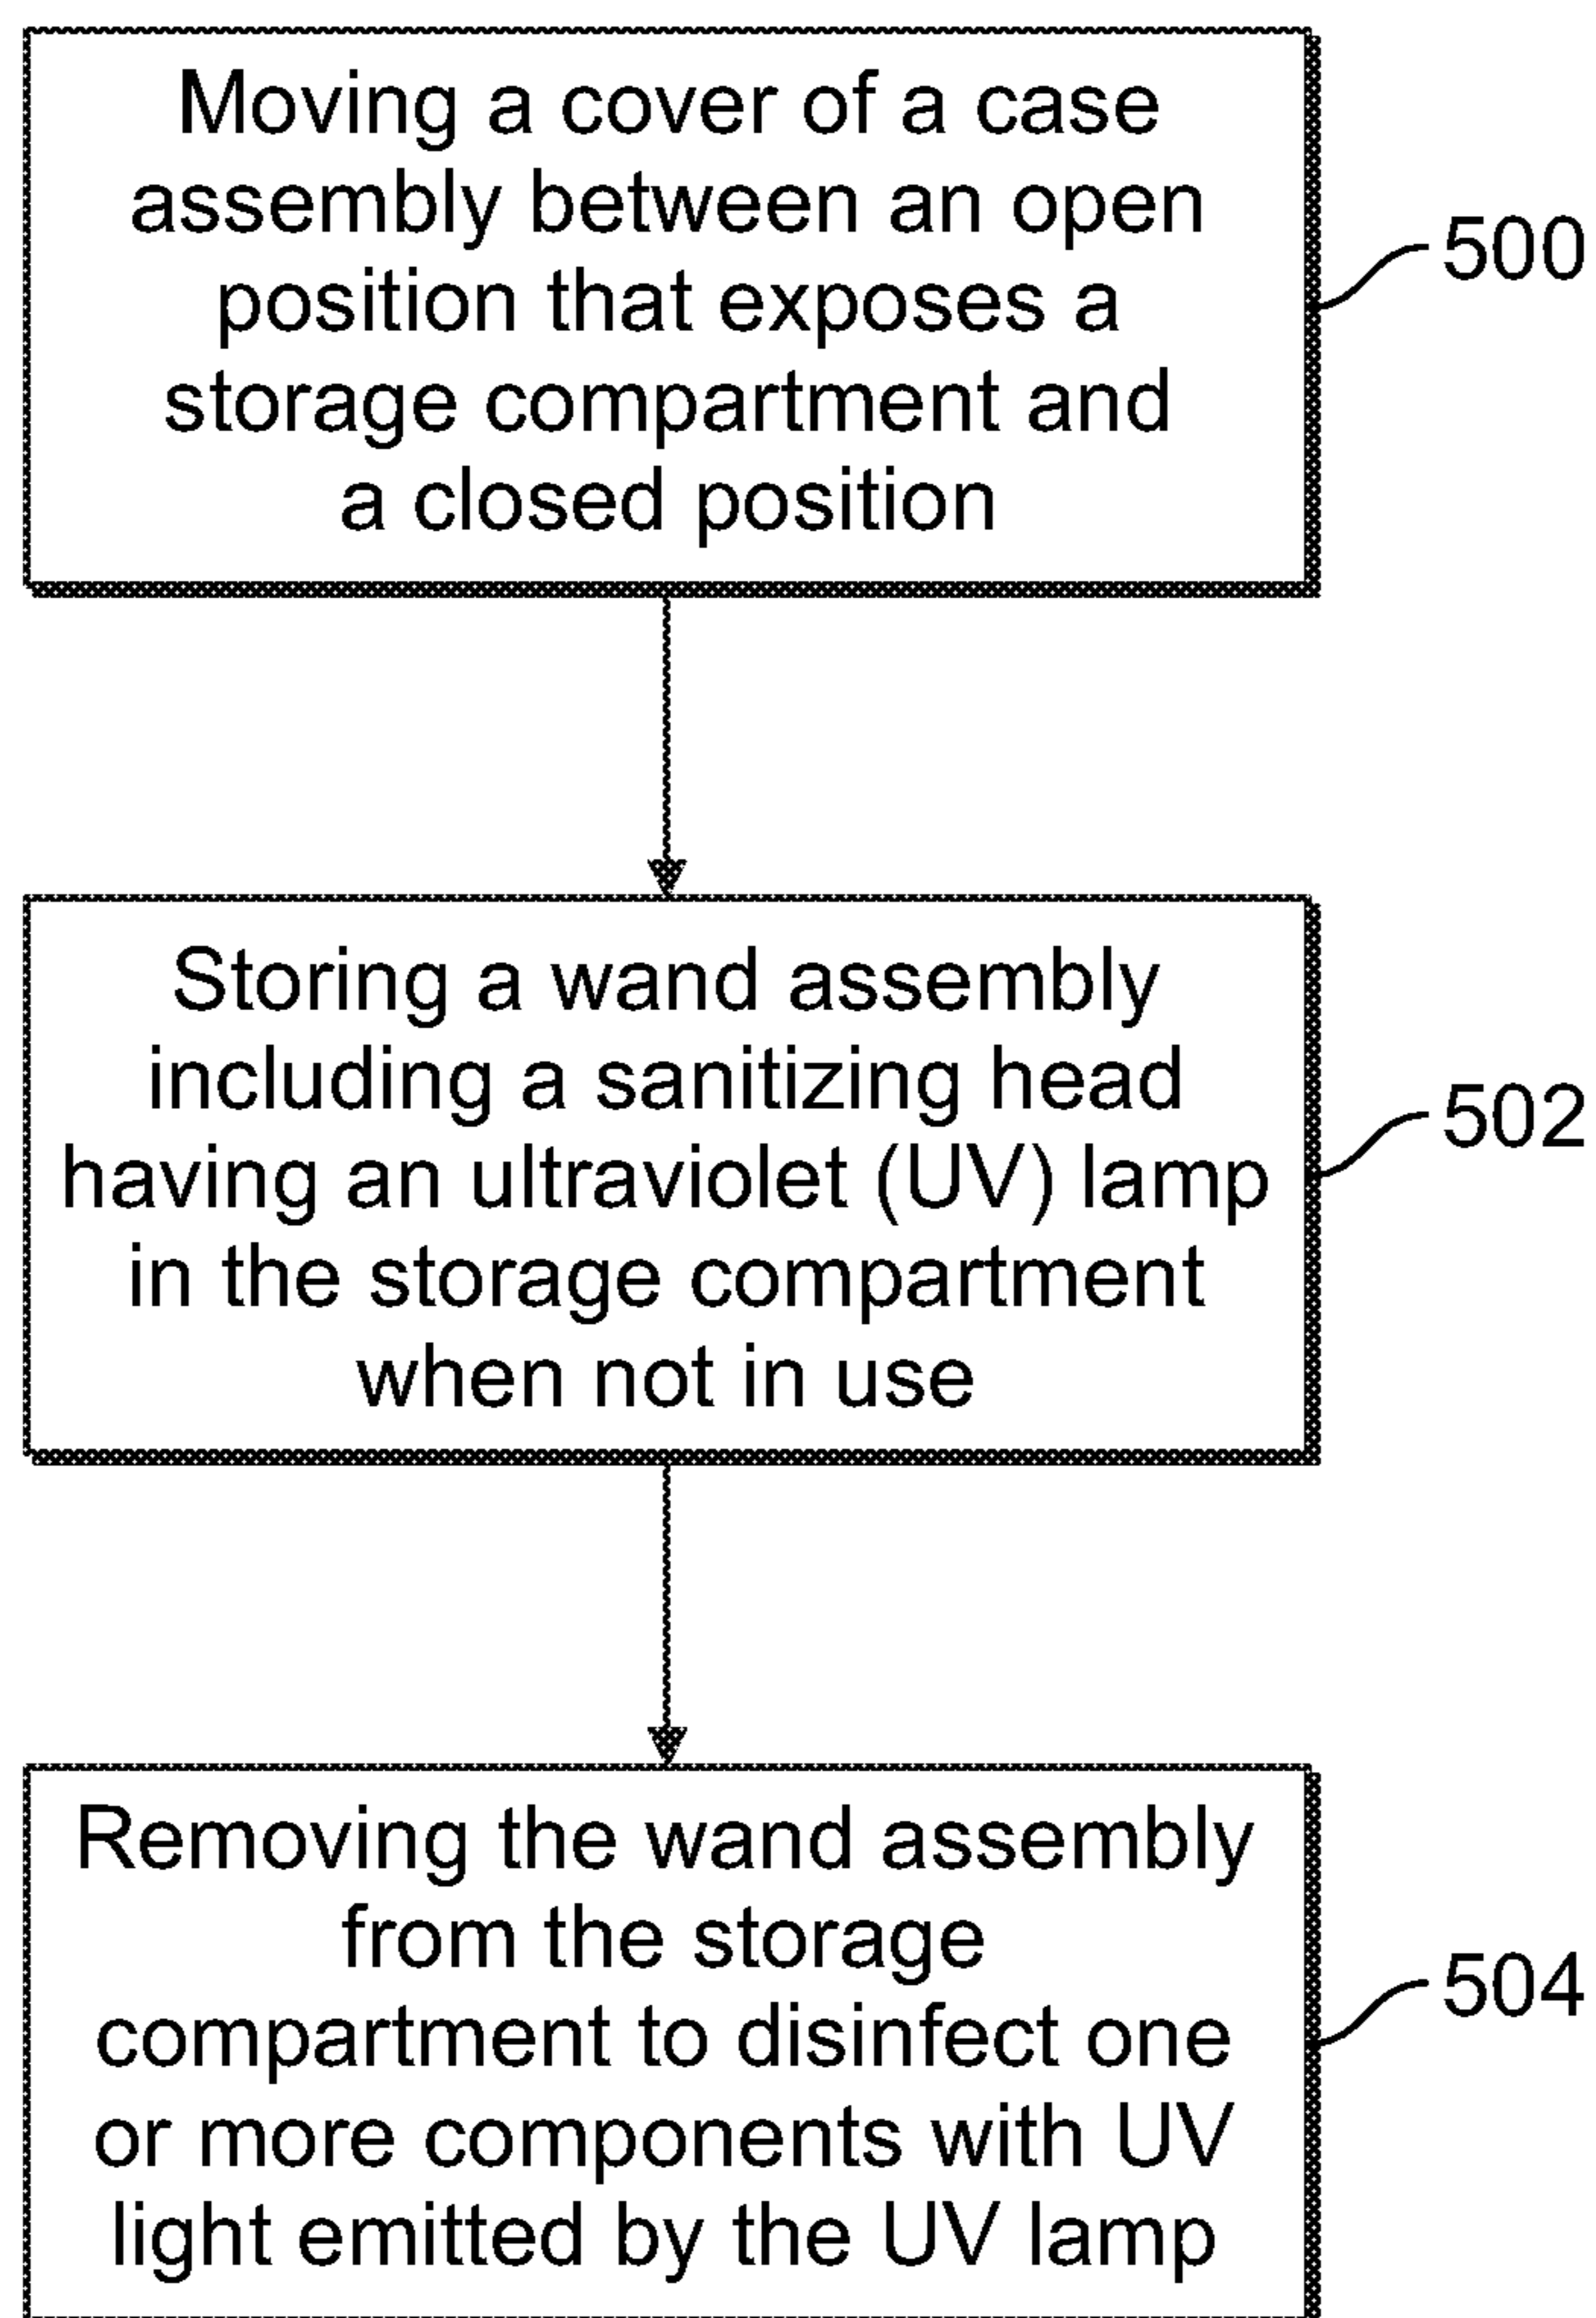 Moving a cover of a case
assembly between an open
position that exposes a
storage compartment and
a closed position
500
Storing a wand assembly
including a sanitizing head
having an ultraviolet (UV) lamp
in the storage compartment
when not in use
502
Removing the wand assembly
from the storage
compartment to disinfect one
or more components with UV
light emitted by the UV lamp
504